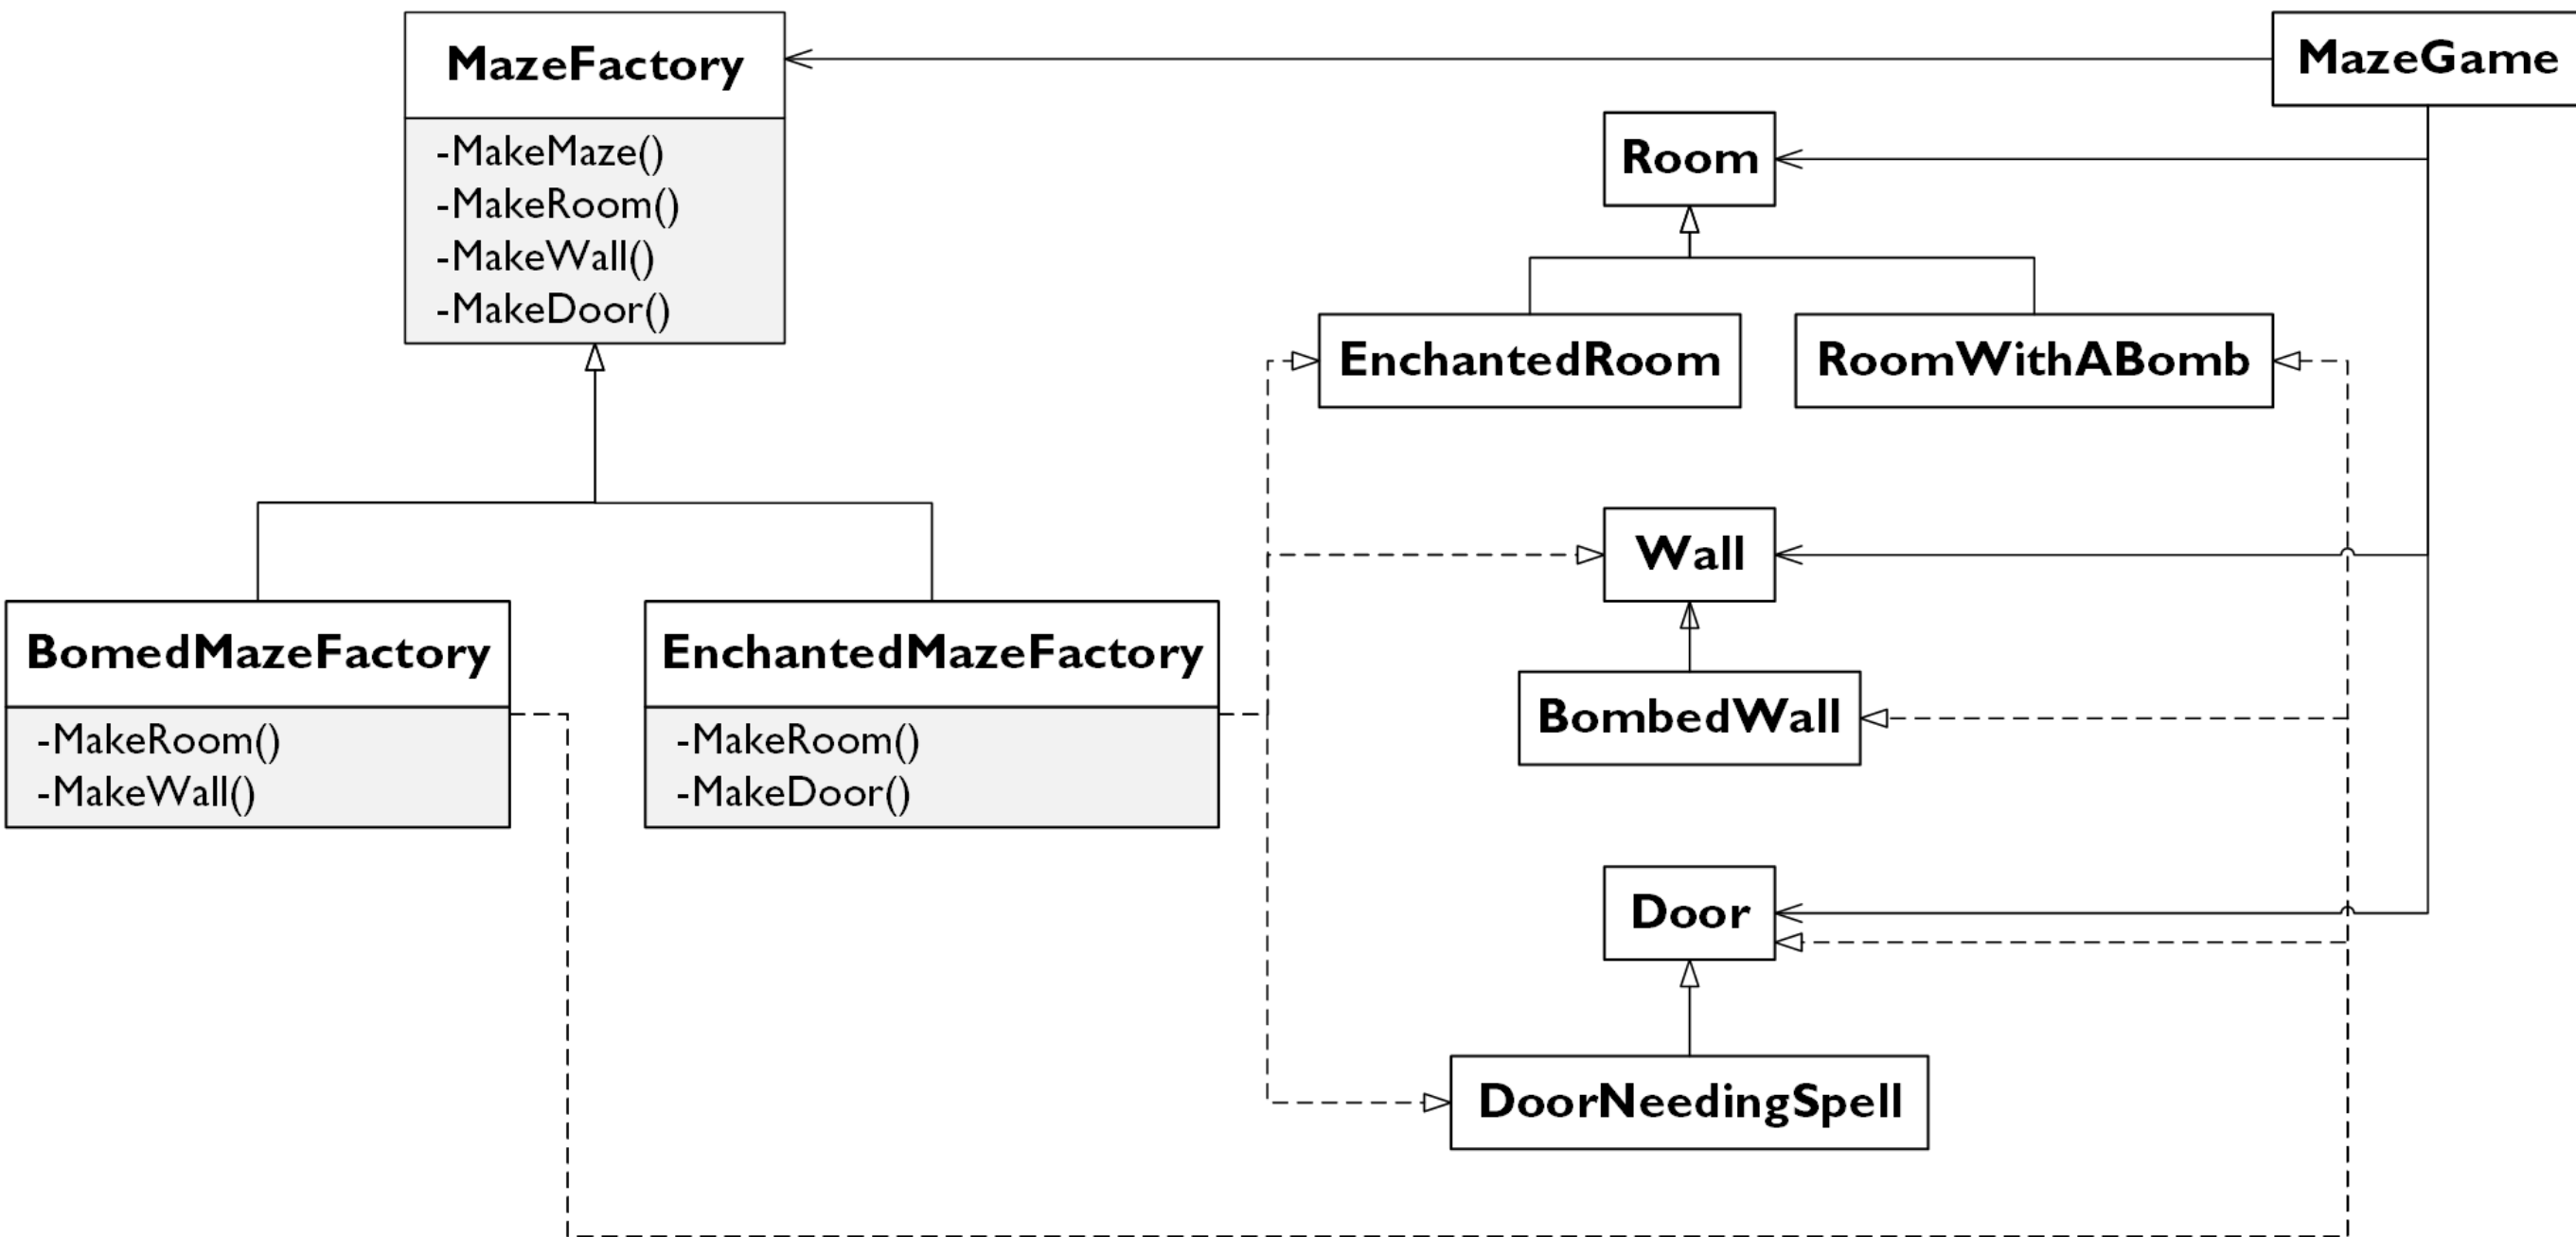 MazeFactory
-MakeMaze()
-MakeRoom()
-MakeWall()
-MakeDoor()
MazeGame
Room
EnchantedRoom
RoomWithABomb
Wall
BombedWall
BomedMazeFactory
-MakeRoom()
-MakeWall()
EnchantedMazeFactory
-MakeRoom()
-MakeDoor()
Door
DoorNeedingSpell